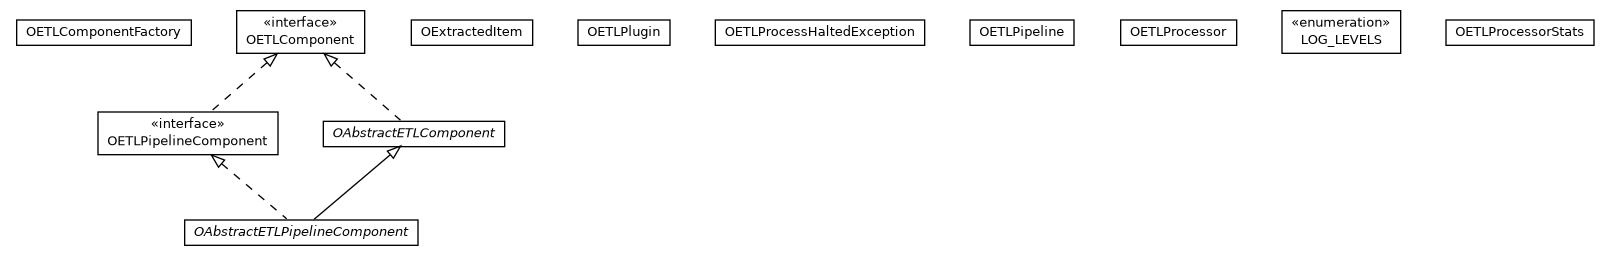 OETLComponentFactory
«interface»
OETLComponent
OExtractedItem
OETLPlugin
OETLProcessHaltedException
OETLPipeline
OETLProcessor
«enumeration»
LOG_LEVELS
OETLProcessorStats
«interface»
OETLPipelineComponent
OAbstractETLComponent
OAbstractETLPipelineComponent